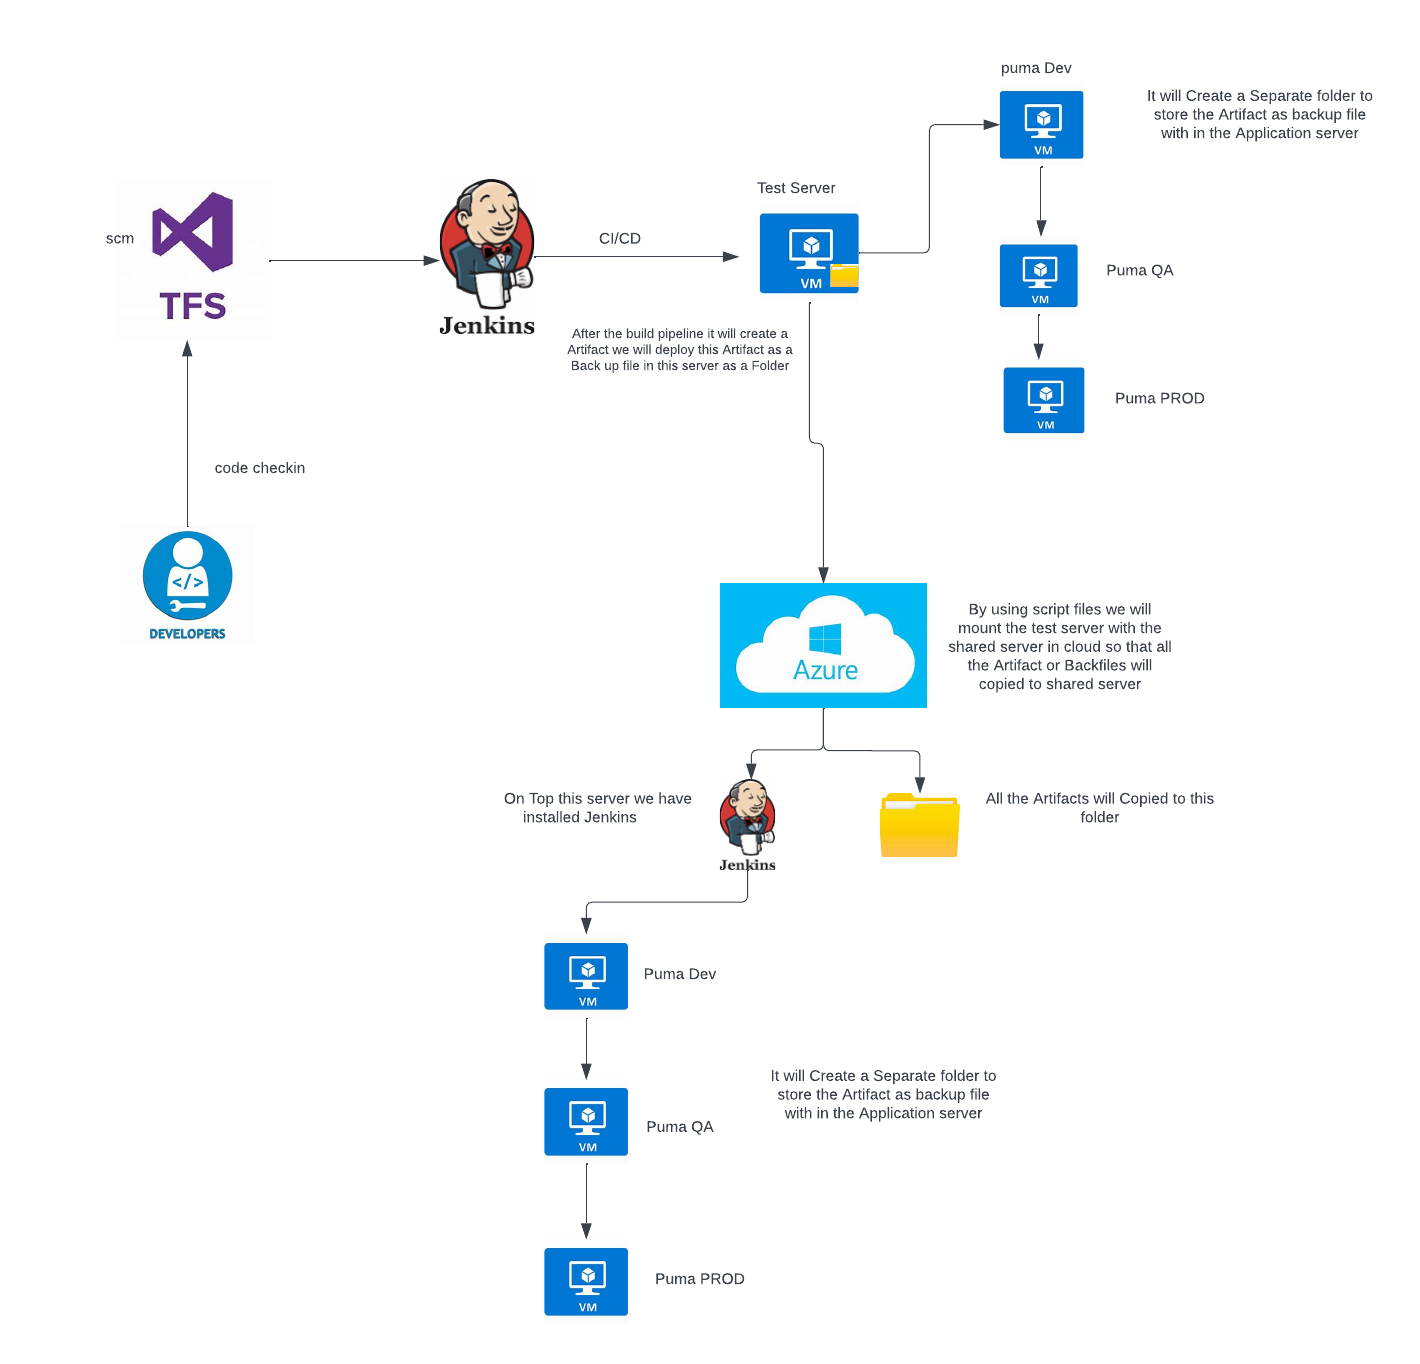 puma Dev
It will Create a Separate folder to
store the Artifact as backup file
with in the Application server
VM
Test Server
scm
TFS
Jenkins
CI/CD
VM
Puma QA
VM
After the build pipeline it will create a
Artifact we will deploy this Artifact as a
Back up file in this server as a Folder
Puma PROD
VM
code checkin
</>
DEVELOPERS
Azure
By using script files we will
mount the test server with the
shared server in cloud so that all
the Artifact or Backfiles will
copied to shared server
On Top this server we have
installed Jenkins
Jenkins
All the Artifacts will Copied to this
folder
Puma Dev
VM
It will Create a Separate folder to
store the Artifact as backup file
with in the Application server
Puma QA
VM
Puma PROD
VM